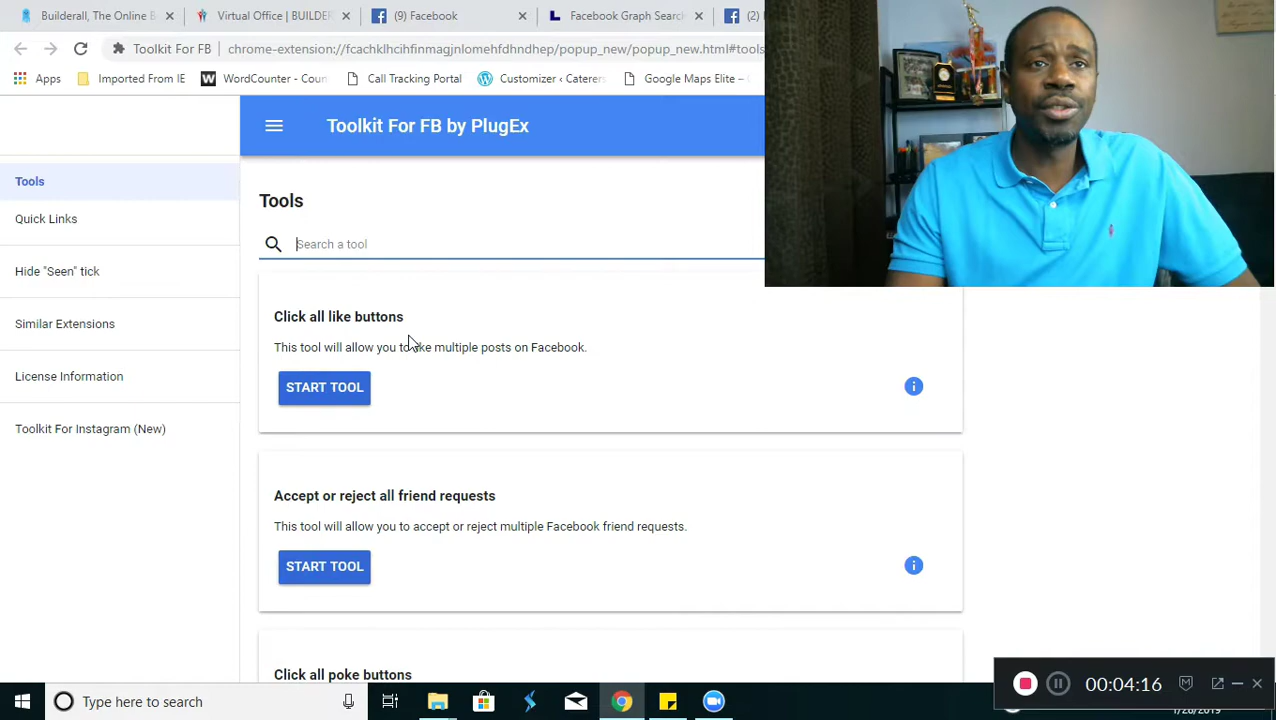 Builderall, The Online B
Virtual Office | BUILDER
(9) Facebook
Facebook Graph Searc
(2)
Toolkit For FB
chrome-extension://fcachklhcihfinmagjnlomehfdhndhep/popup_new/popup_new.html#tools
Apps
Imported From IE
WordCounter - Coun
Call Tracking Portal
Customizer ‹ Caterers
Google Maps Elite –
Toolkit For FB by PlugEx
Tools
Quick Links
Hide "Seen" tick
Similar Extensions
License Information
Toolkit For Instagram (New)
Tools
Search a tool
Click all like buttons
This tool will allow you to like multiple posts on Facebook.
START TOOL
Accept or reject all friend requests
This tool will allow you to accept or reject multiple Facebook friend requests.
START TOOL
Click all poke buttons
00:04:16
Type here to search
1/28/2019